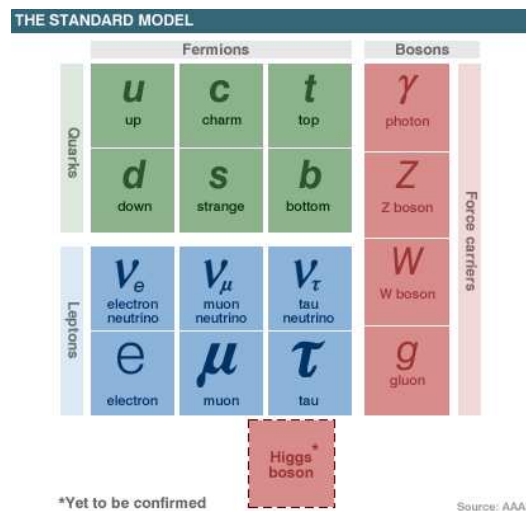 THE STANDARD MODEL
Fermions
Bosons
Quarks
u
up
c
charm
t
top
γ
photon
d
down
s
strange
b
bottom
Z
Z boson
Force carriers
Leptons
νe
electron
neutrino
νμ
muon
neutrino
ντ
tau
neutrino
W
W boson
e
electron
μ
muon
τ
tau
g
gluon
Higgs*
boson
*Yet to be confirmed
Source: AAAS